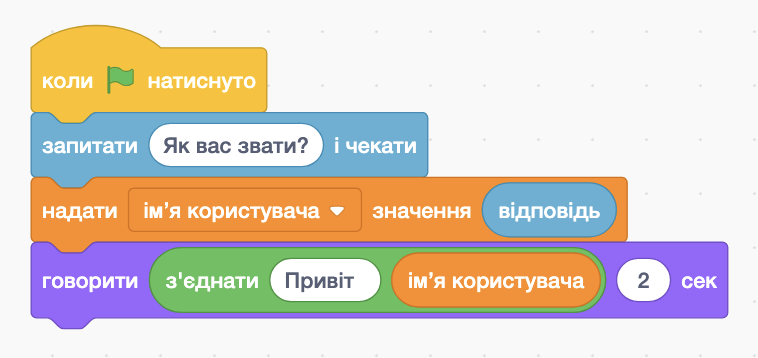 коли натиснуто
запитати Як вас звати? і чекати
надати ім’я користувача значення відповідь
говорити з'єднати Привіт ім’я користувача 2 сек